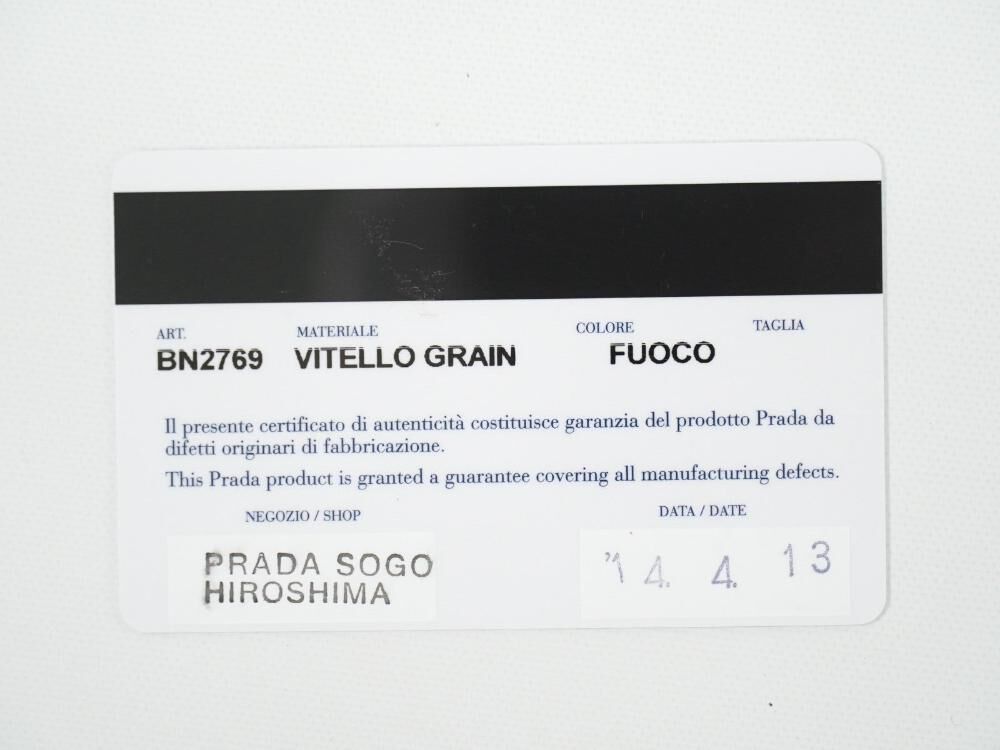 ART. MATERIALE COLORE TAGLIA
BN2769 VITELLO GRAIN FUOCO
Il presente certificato di autenticità costituisce garanzia del prodotto Prada da
difetti originari di fabbricazione.
This Prada product is granted a guarantee covering all manufacturing defects.
NEGOZIO / SHOP DATA / DATE
PRADA SOGO
HIROSHIMA
'14. 4. 13